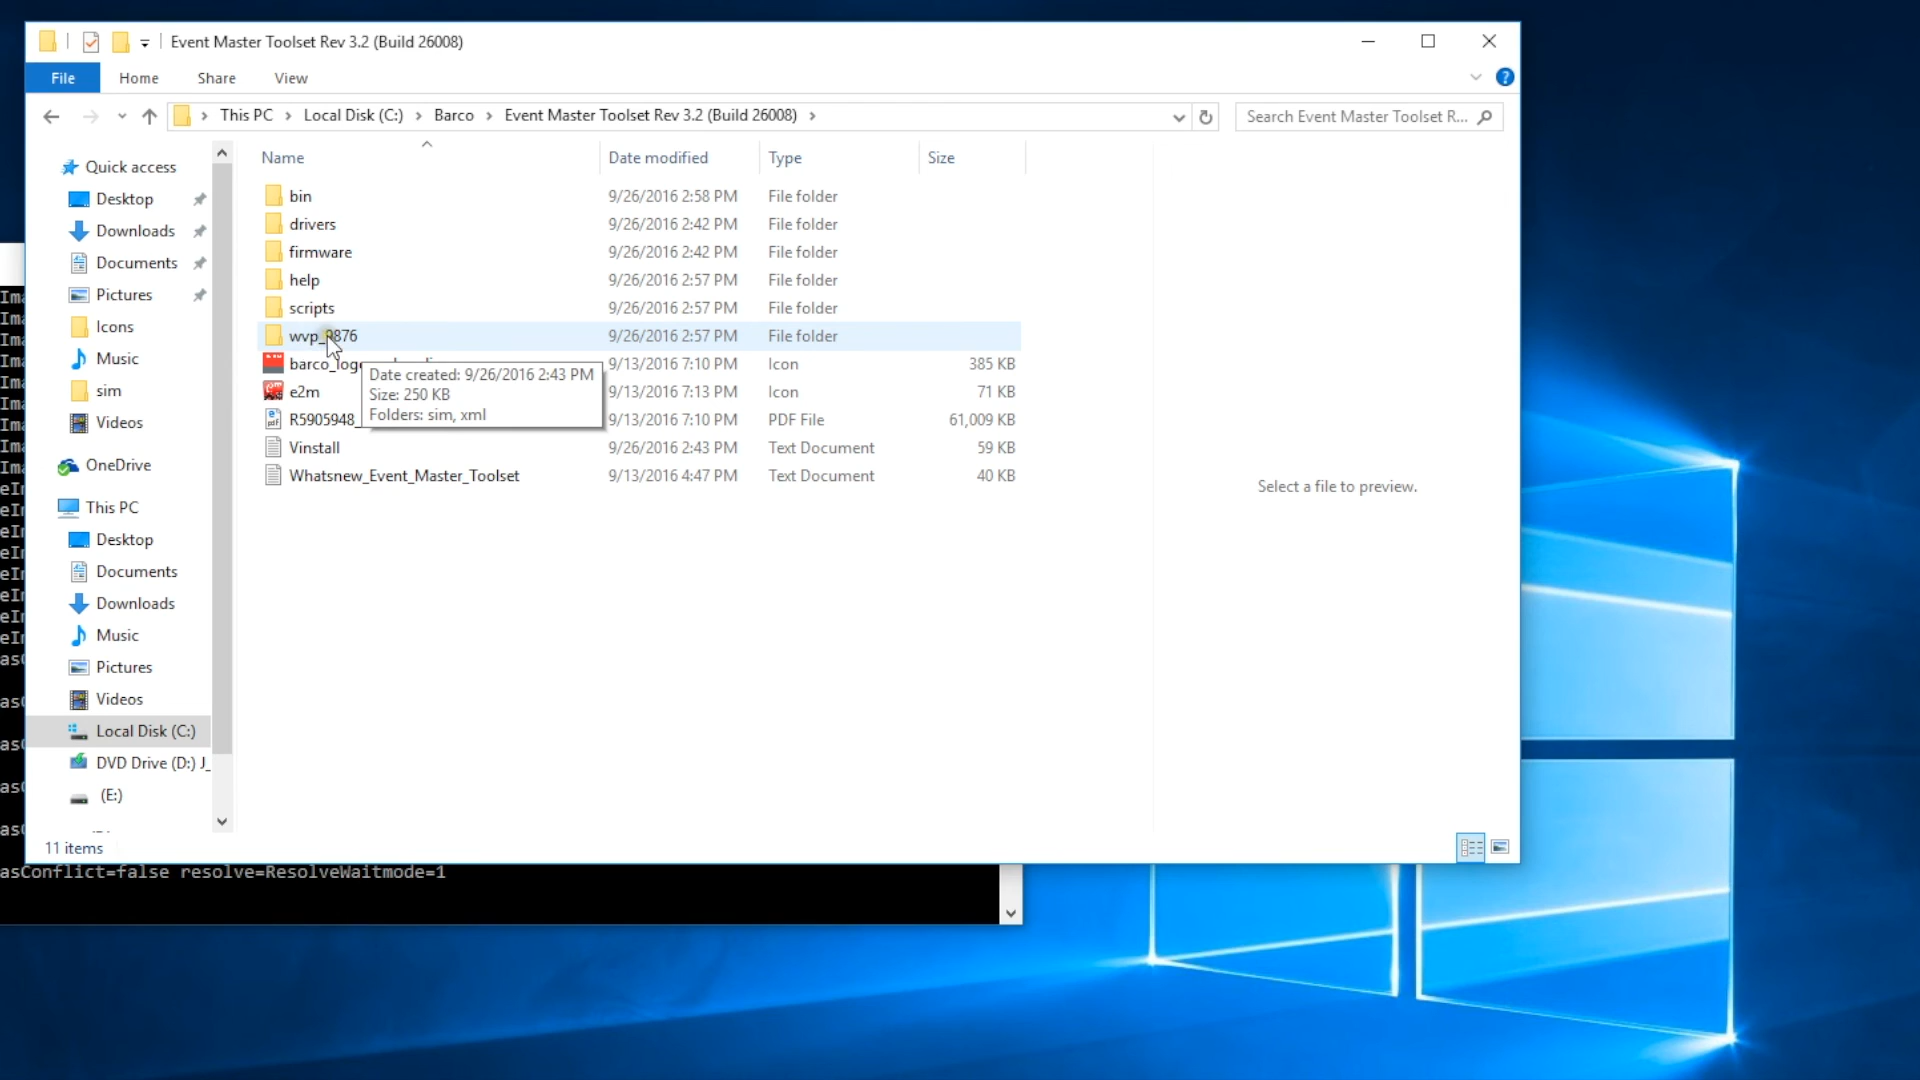 Event Master Toolset Rev 3.2 (Build 26008)
File Home Share View
This PC Local Disk (C:) Barco Event Master Toolset Rev 3.2 (Build 26008)
Search Event Master Toolset R...
Name Date modified Type Size
Quick access
Desktop
Downloads
Documents
Pictures
Icons
Music
sim
Videos
OneDrive
This PC
Desktop
Documents
Downloads
Music
Pictures
Videos
Local Disk (C:)
DVD Drive (D:) J_
(E:)
bin 9/26/2016 2:58 PM File folder
drivers 9/26/2016 2:42 PM File folder
firmware 9/26/2016 2:42 PM File folder
help 9/26/2016 2:57 PM File folder
scripts 9/26/2016 2:57 PM File folder
wvp_9876 9/26/2016 2:57 PM File folder
9/13/2016 7:10 PM Icon 385 KB
e2m 9/13/2016 7:13 PM Icon 71 KB
R5905948_ 9/13/2016 7:10 PM PDF File 61,009 KB
Vinstall 9/26/2016 2:43 PM Text Document 59 KB
Whatsnew_Event_Master_Toolset 9/13/2016 4:47 PM Text Document 40 KB
Date created: 9/26/2016 2:43 PM
Size: 250 KB
Folders: sim, xml
Select a file to preview.
11 items
asConflict=false resolve=ResolveWaitmode=1